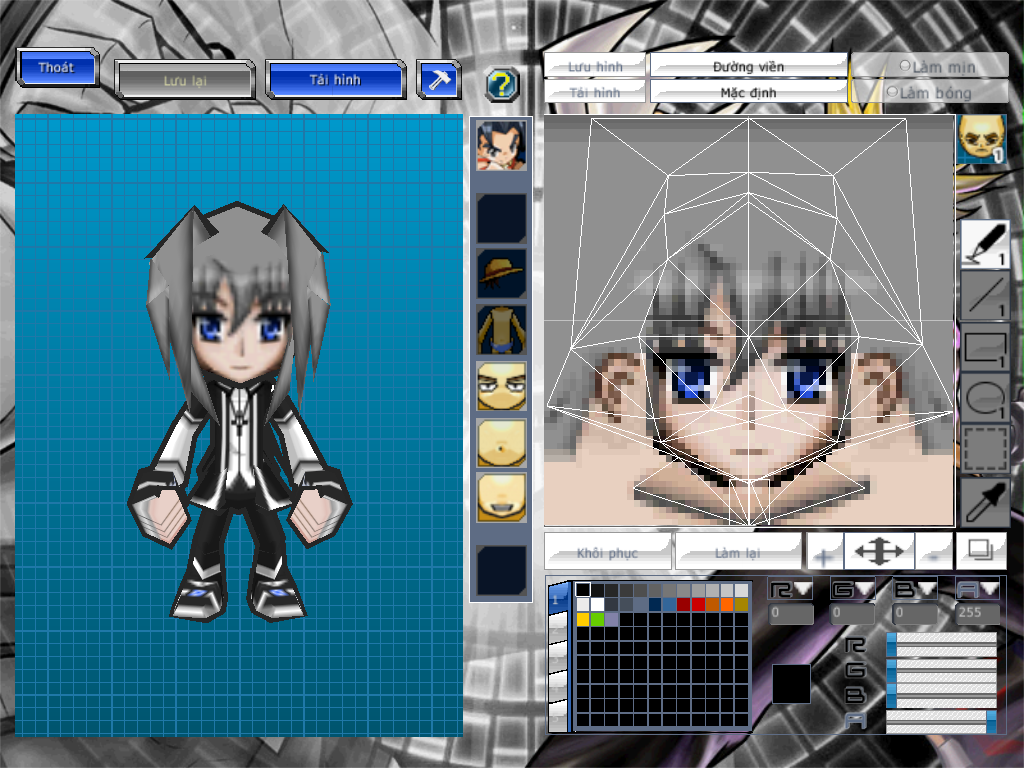 Thoát
Lưu lại
Tải hình
Lưu hình
Đường viền
Làm mịn
Tải hình
Mặc định
Làm bóng
1
1
1
1
1
Khôi phục
Làm lại
+
-
1
R G B A
0 0 0 255
R
G
B
A